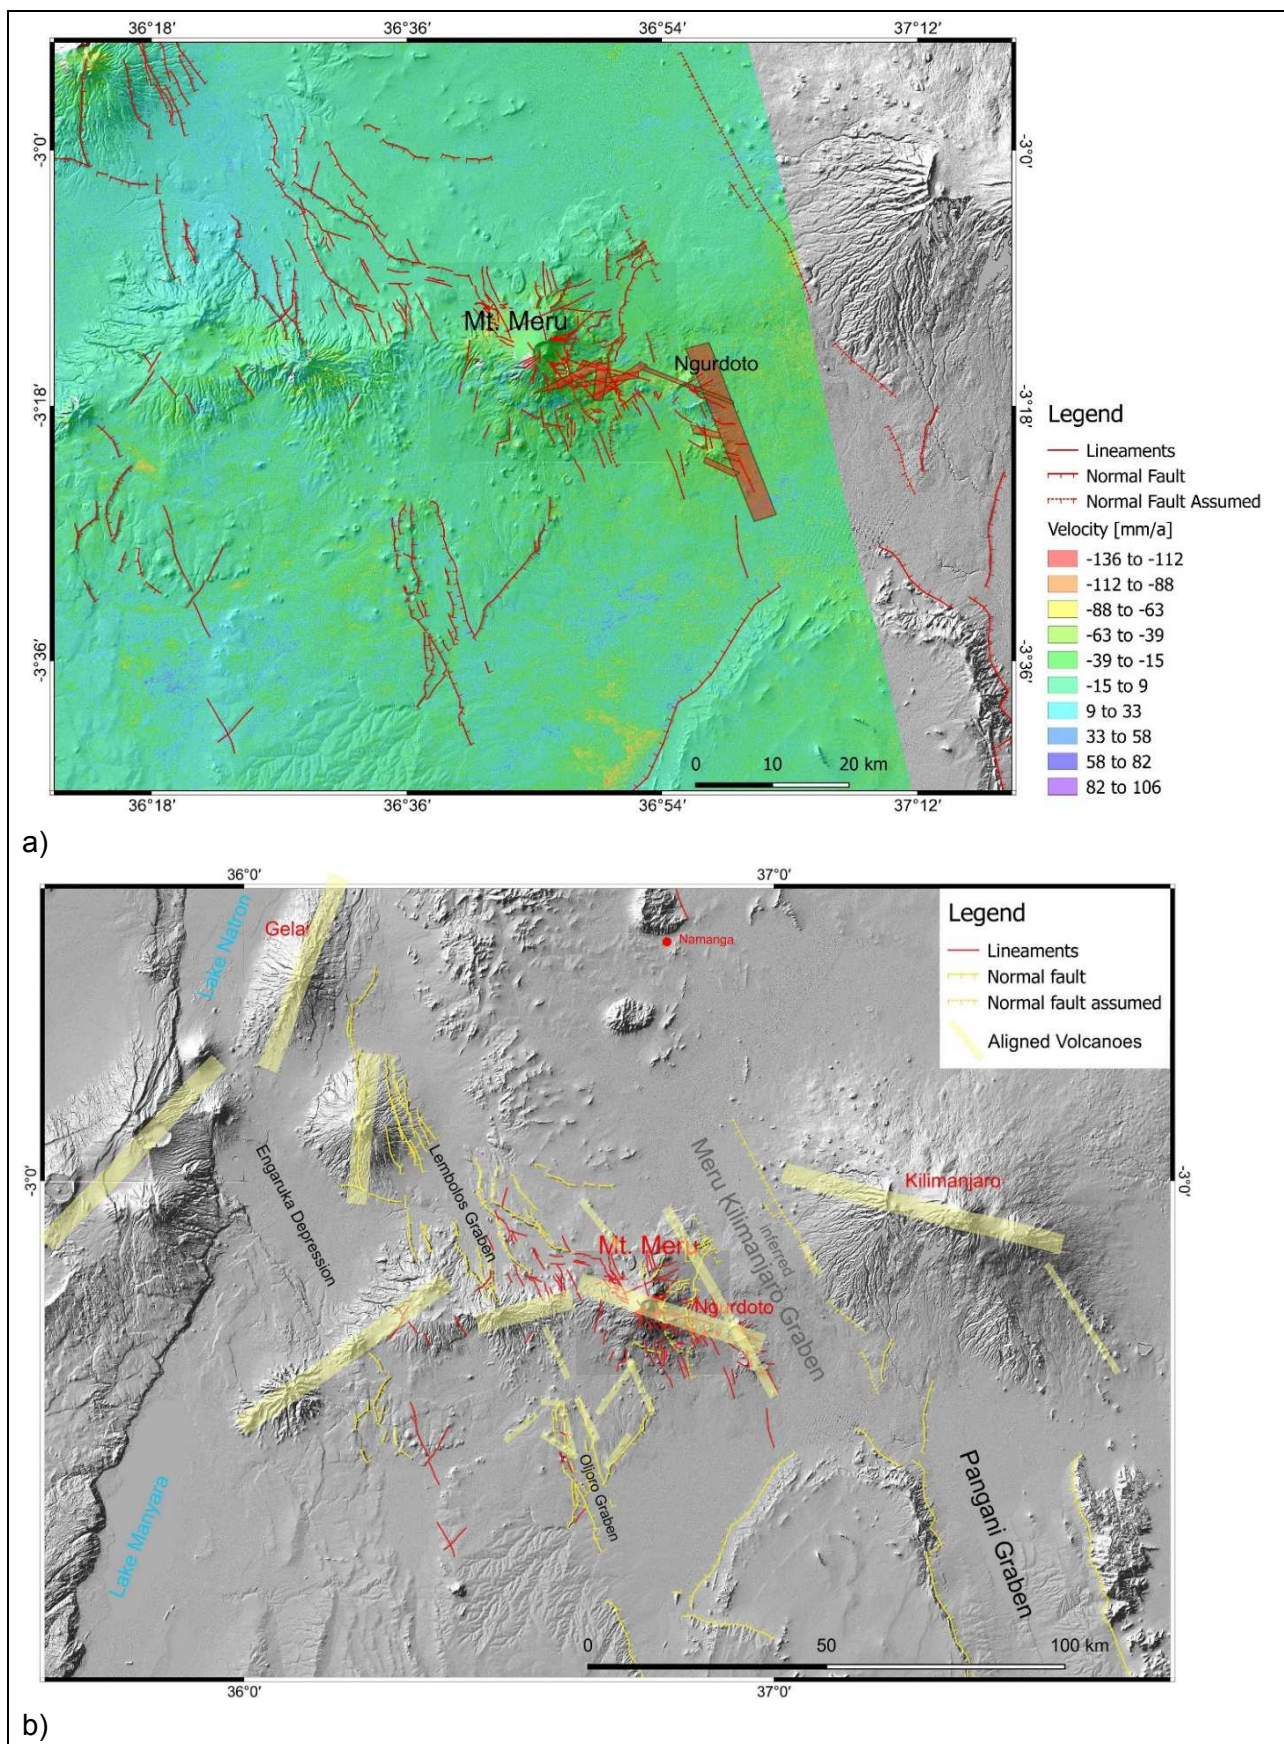 36°18′ 36°36′ 36°54′ 37°12′
-3°0′ -3°0′
Mt. Meru
Ngurdoto
-3°18′ -3°18′
-3°36′ -3°36′
0 10 20 km
36°18′ 36°36′ 36°54′ 37°12′
Legend
Lineaments
Normal Fault
Normal Fault Assumed
Velocity [mm/a]
-136 to -112
-112 to -88
-88 to -63
-63 to -39
-39 to -15
-15 to 9
9 to 33
33 to 58
58 to 82
82 to 106
a)
36°0′ 37°0′
Lake Natron
Gelai
Namanga
Legend
Lineaments
Normal fault
Normal fault assumed
Aligned Volcanoes
-3°0′ -3°0′
Engaruka Depression
Lembolos Graben
Meru Kilimanjaro Graben
inferred
Kilimanjaro
Mt. Meru
Ngurdoto
Oljoro Graben
Pangani Graben
Lake Manyara
0 50 100 km
36°0′ 37°0′
b)